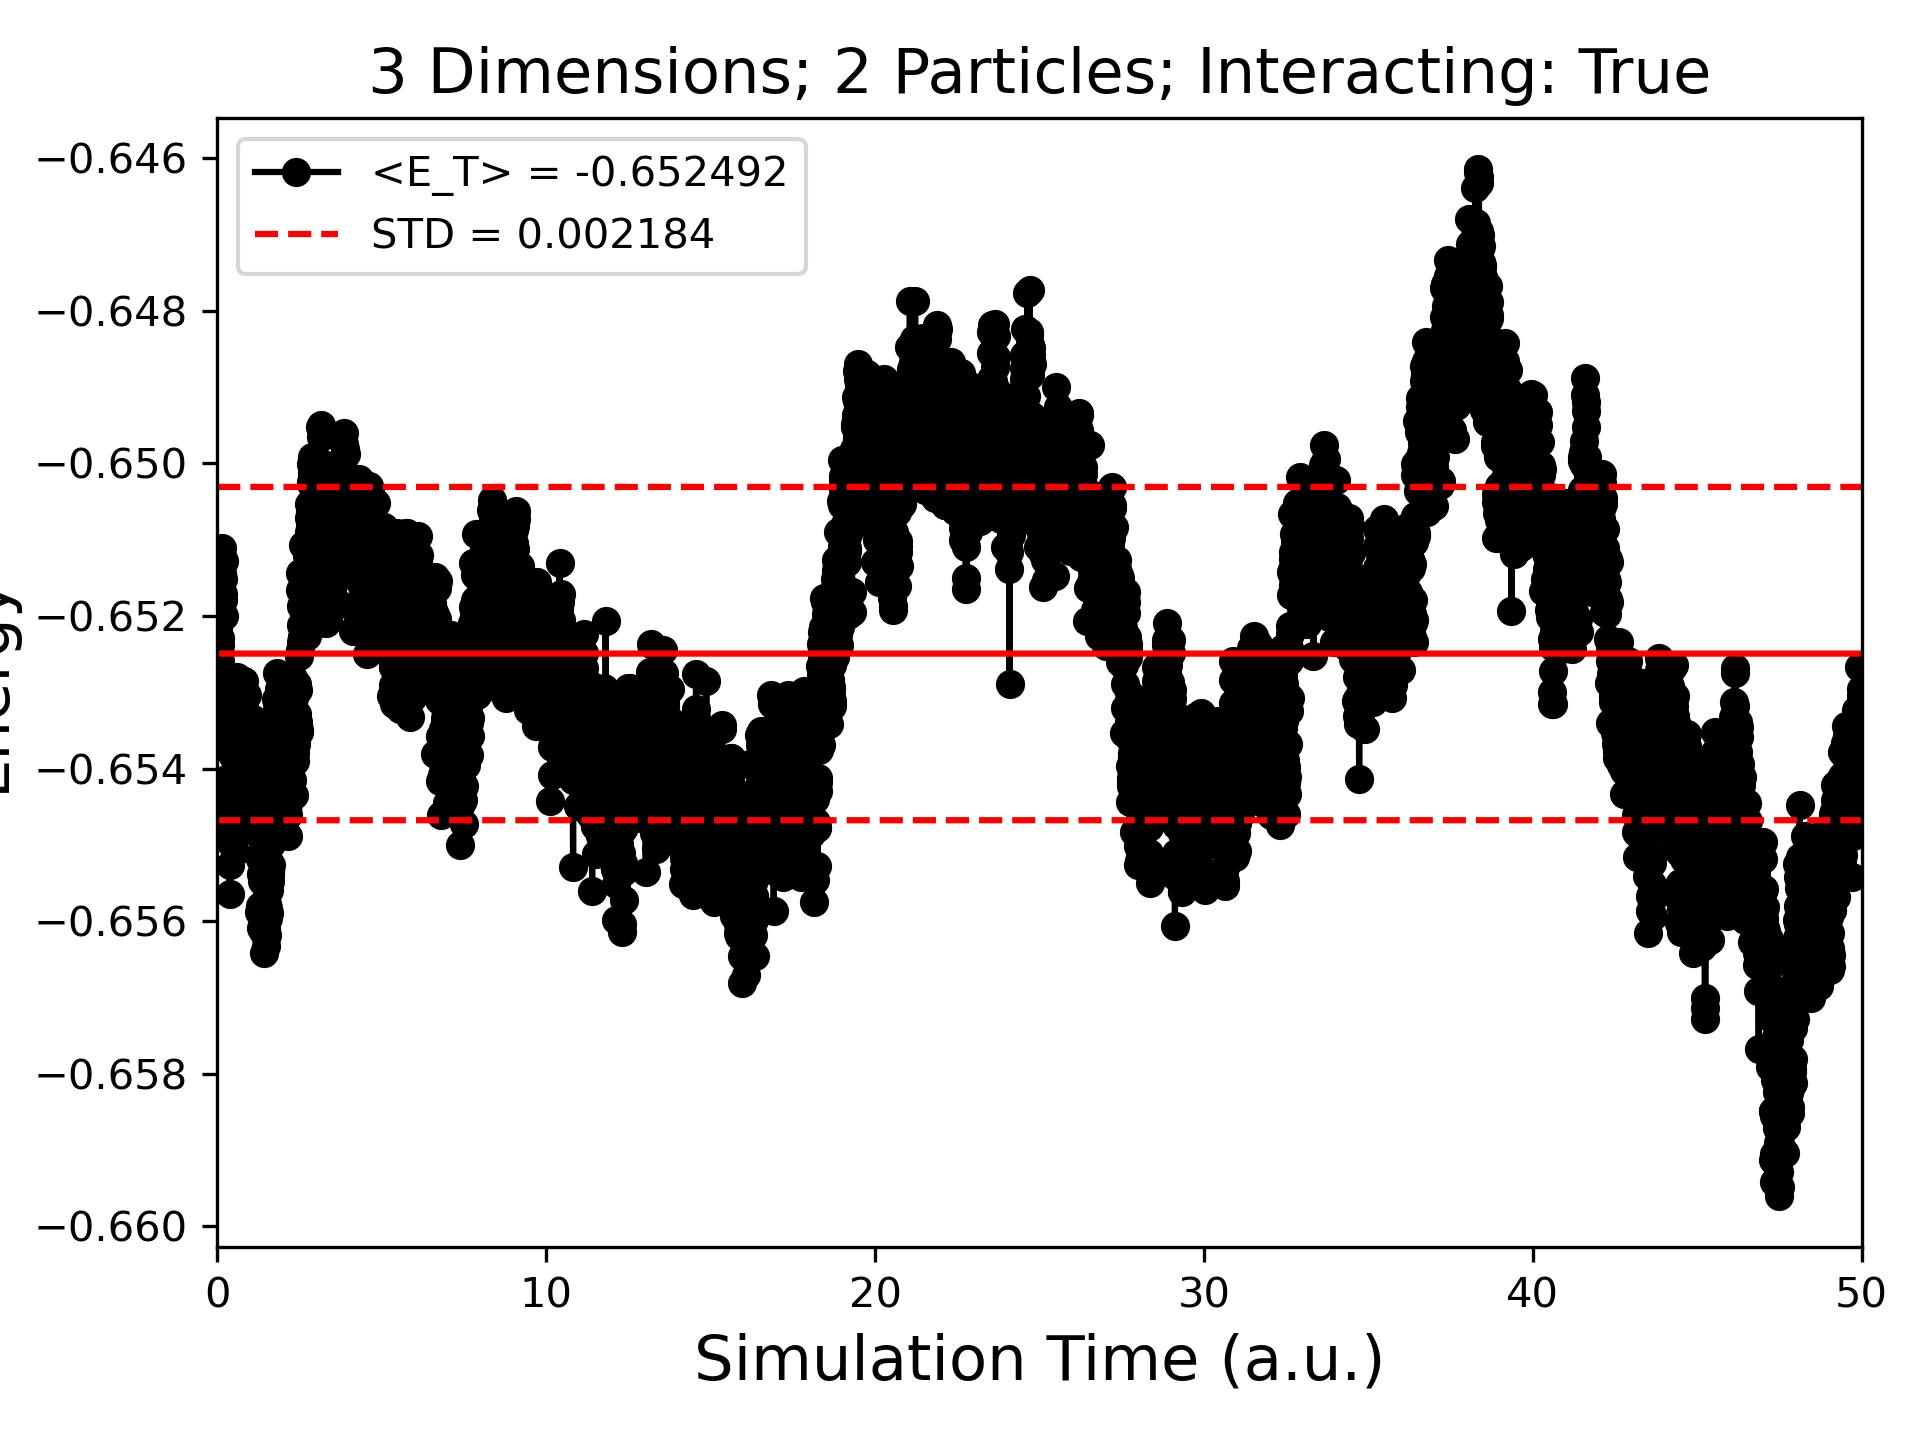 3 Dimensions; 2 Particles; Interacting: True
<E_T> = -0.652492
STD = 0.002184
−0.646
−0.648
−0.650
−0.652
−0.654
−0.656
−0.658
−0.660
0 10 20 30 40 50
Simulation Time (a.u.)